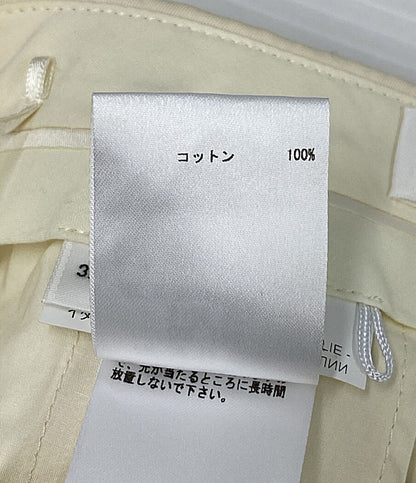 コットン 100%
光が当たるところに長時間
放置しないで下さい。